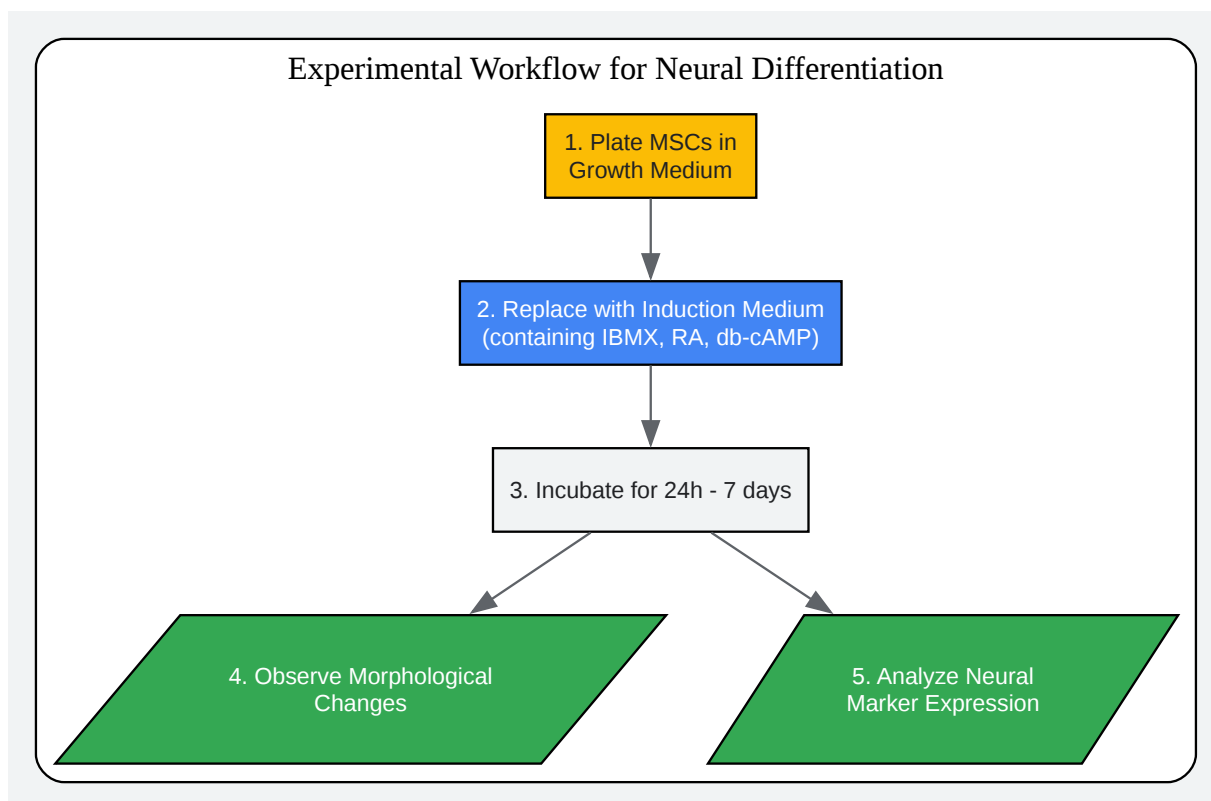 Experimental Workflow for Neural Differentiation
1. Plate MSCs in
Growth Medium
2. Replace with Induction Medium
(containing IBMX, RA, db-cAMP)
3. Incubate for 24h - 7 days
4. Observe Morphological
Changes
5. Analyze Neural
Marker Expression